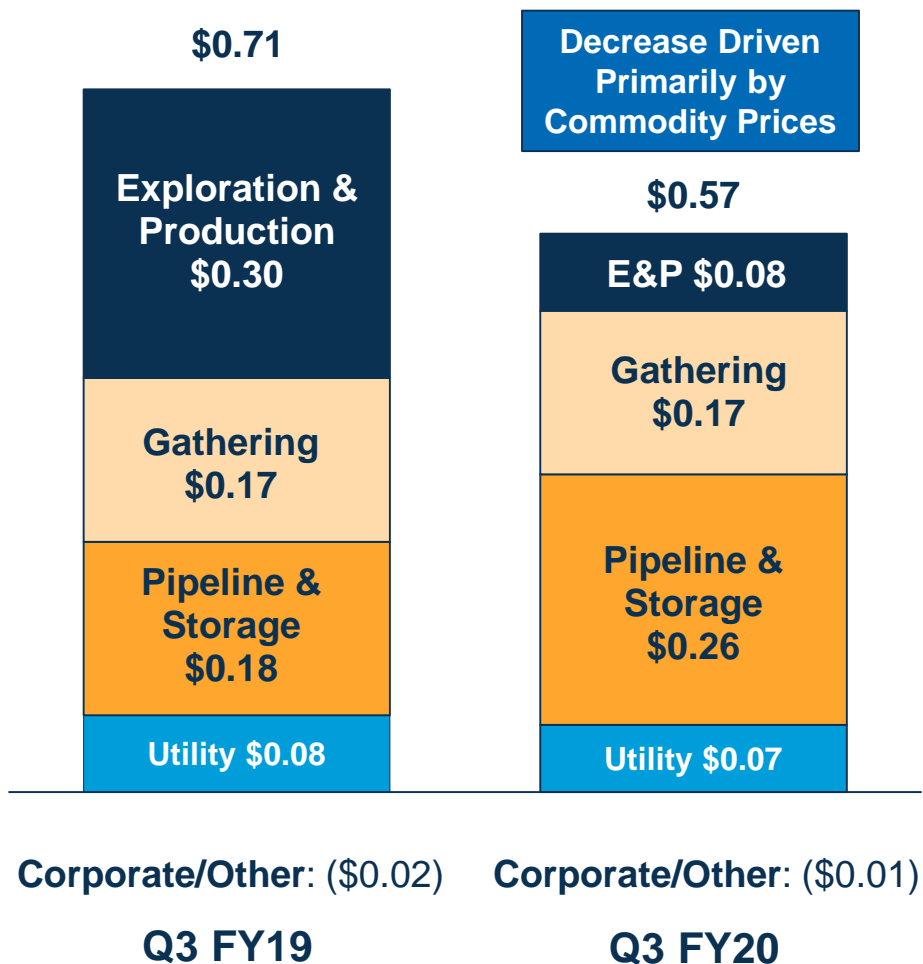 $0.71
Exploration &
Production
$0.30
Gathering
$0.17
Pipeline &
Storage
$0.18
Utility $0.08
Corporate/Other: ($0.02)
Q3 FY19
Decrease Driven
Primarily by
Commodity Prices
$0.57
E&P $0.08
Gathering
$0.17
Pipeline &
Storage
$0.26
Utility $0.07
Corporate/Other: ($0.01)
Q3 FY20